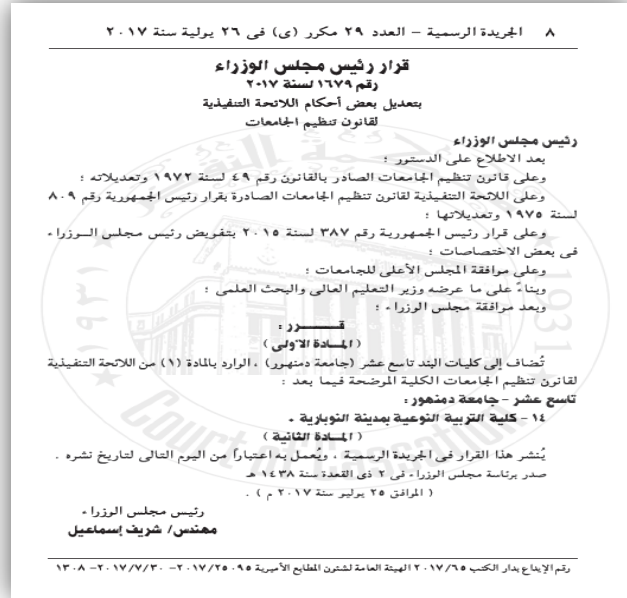 ٨ الجريدة الرسمية – العدد ٢٩ مكرر (ى) فى ٢٦ يولية سنة ٢٠١٧
قرار رئيس مجلس الوزراء
رقم ١٦٧٩ لسنة ٢٠١٧
بتعديل بعض أحكام اللائحة التنفيذية
لقانون تنظيم الجامعات
رئيس مجلس الوزراء
بعد الاطلاع على الدستور ؛
وعلى قانون تنظيم الجامعات الصادر بالقانون رقم ٤٩ لسنة ١٩٧٢ وتعديلاته ؛
وعلى اللائحة التنفيذية لقانون تنظيم الجامعات الصادرة بقرار رئيس الجمهورية رقم ٨٠٩
لسنة ١٩٧٥ وتعديلاتها ؛
وعلى قرار رئيس الجمهورية رقم ٣٨٧ لسنة ٢٠١٥ بتفويض رئيس مجلس الوزراء
فى بعض الاختصاصات ؛
وعلى موافقة المجلس الأعلى للجامعات ؛
وبناءً على ما عرضه وزير التعليم العالى والبحث العلمى ؛
وبعد موافقة مجلس الوزراء ؛
قـــــــرر :
( المــادة الأولى )
تُضاف إلى كليات البند تاسع عشر (جامعة دمنهور) ، الوارد بالمادة (١) من اللائحة التنفيذية
لقانون تنظيم الجامعات الكلية الموضحة فيما بعد :
تاسع عشر – جامعة دمنهور :
١٤ – كلية التربية النوعية بمدينة النوبارية .
( المــادة الثانية )
يُنشر هذا القرار فى الجريدة الرسمية ، ويُعمل به اعتباراً من اليوم التالى لتاريخ نشره .
صدر برئاسة مجلس الوزراء فى ٢ ذى القعدة سنة ١٤٣٨ هـ
( الموافق ٢٥ يوليو سنة ٢٠١٧ م ) .
رئيس مجلس الوزراء
مهندس/ شريف إسماعيل
رقم الإيداع بدار الكتب ٢٠١٧/٦٥ الهيئة العامة لشئون المطابع الأميرية ٢٥٠٩٥/٢٠١٧ – ٢٠١٧/٧/٣٠ – ١٣٠٨
١٩٣١
1931
Court of Cassation